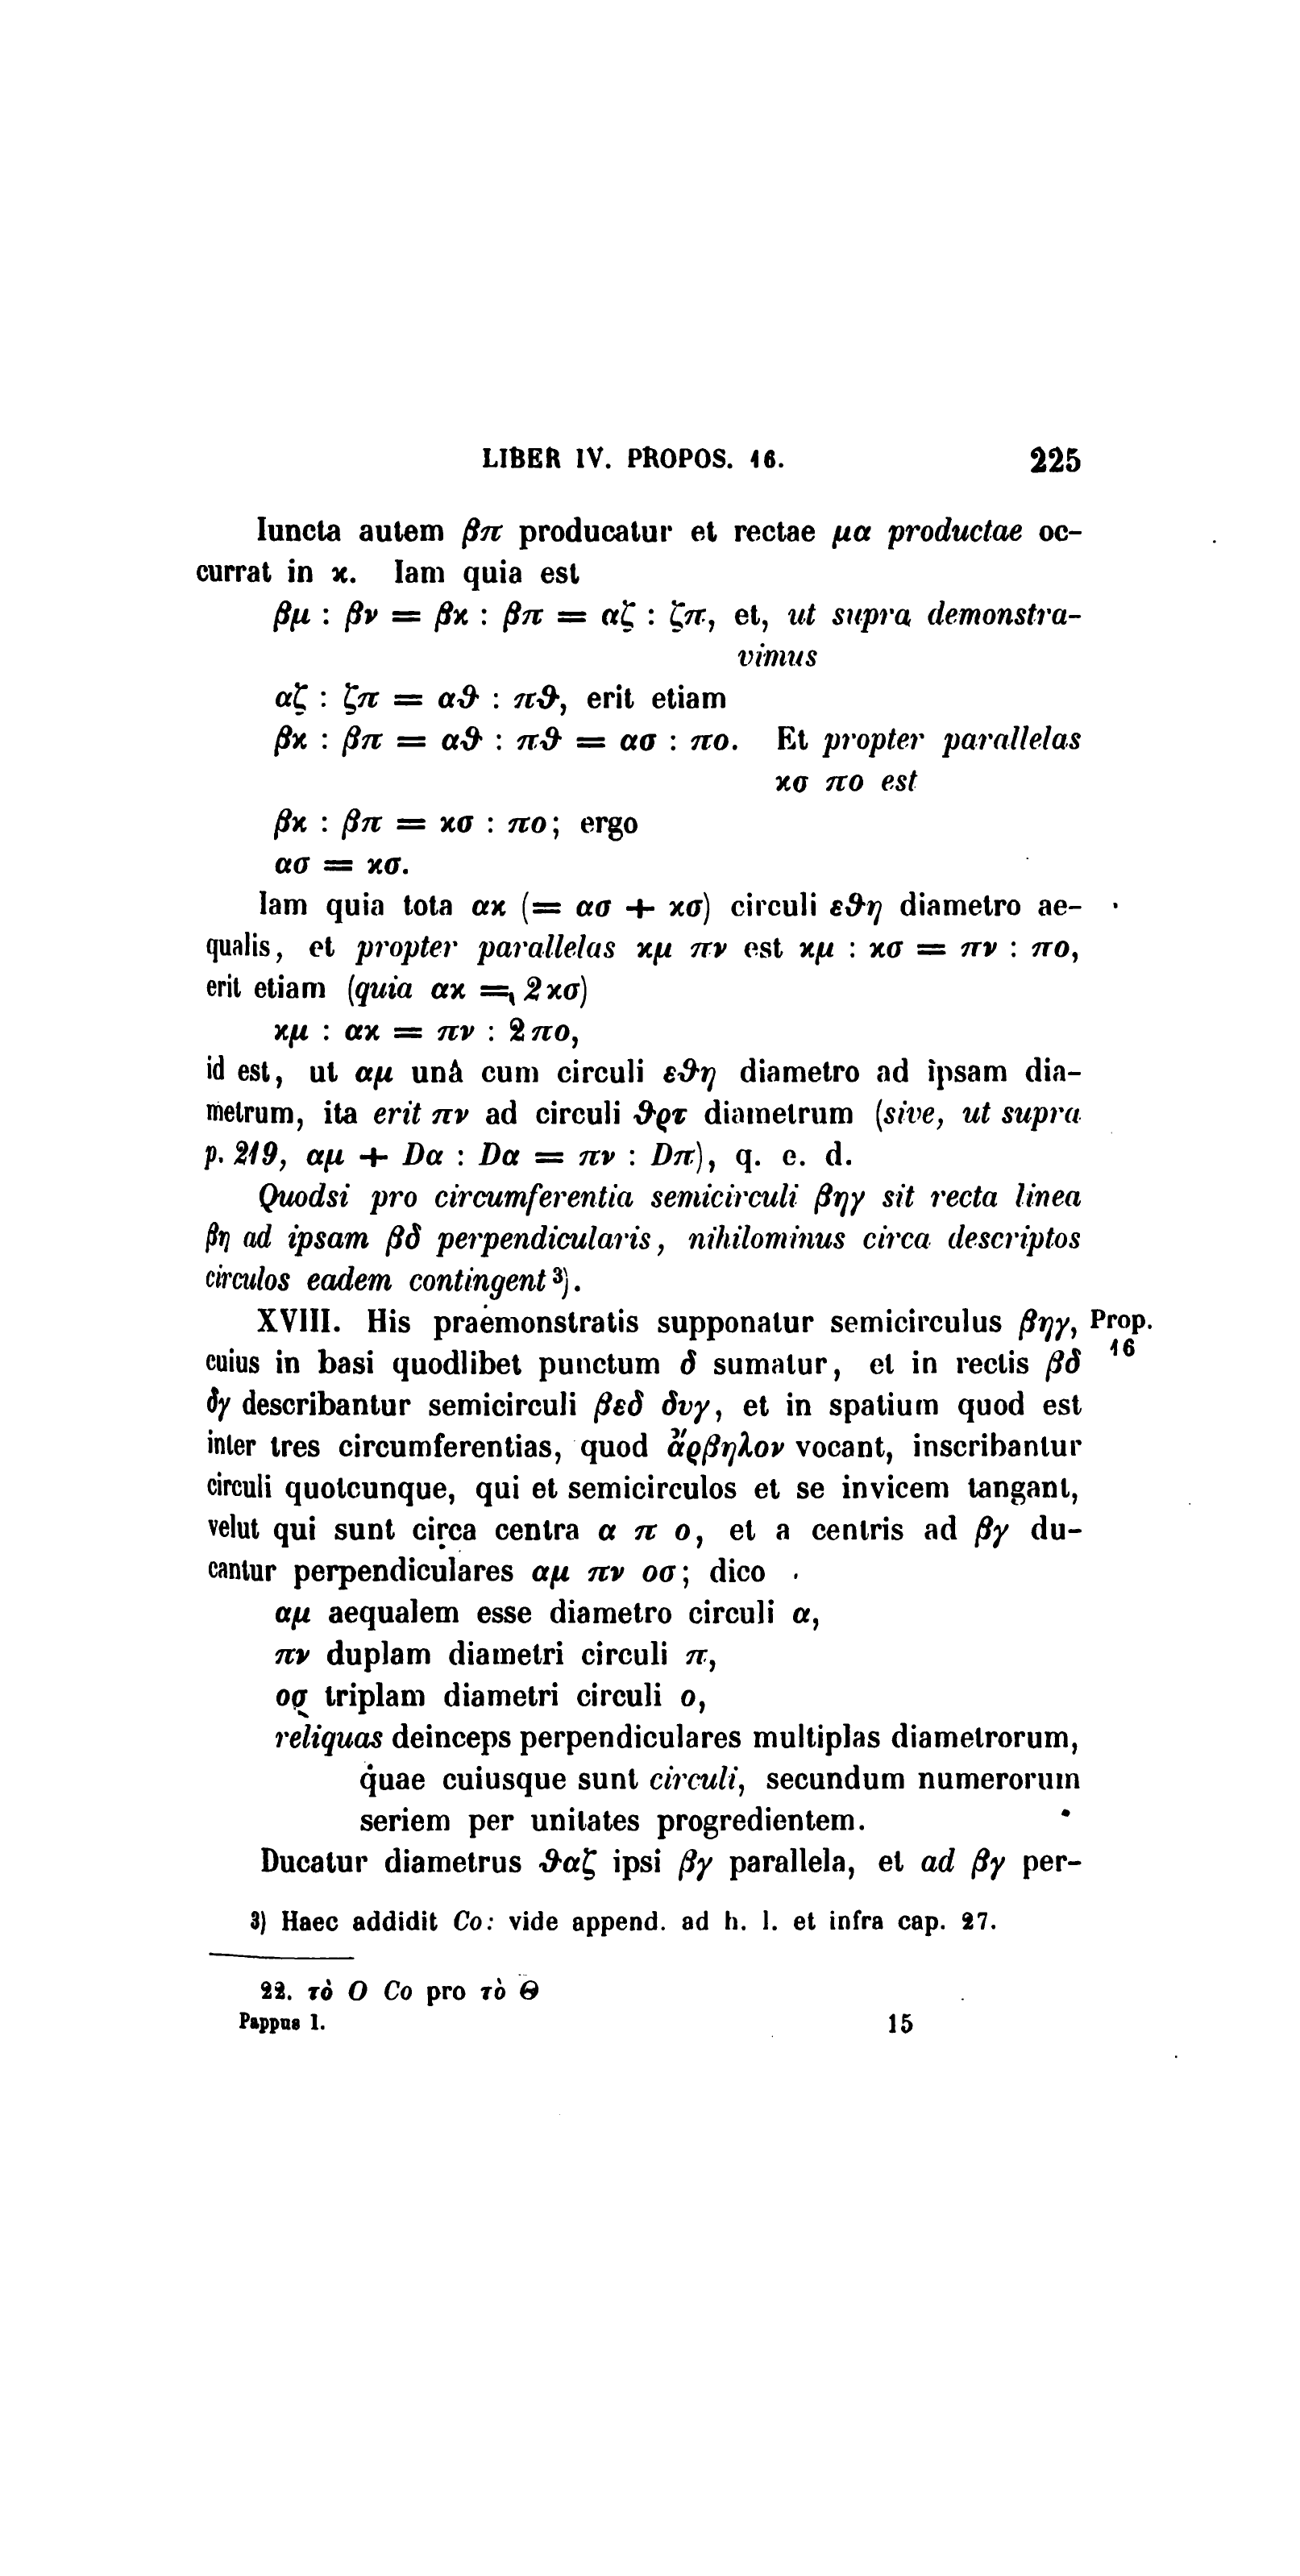 LIBER IV. PROPOS. 16. 225
Iuncta autem βπ producatur et rectae μα productae oc-
currat in κ. Iam quia est
βμ : βν = βκ : βπ = αζ : ζπ, et, ut supra demonstra-
vimus
αζ : ζπ = αϑ : πϑ, erit etiam
βκ : βπ = αϑ : πϑ = ασ : πο. Et propter parallelas
κσ πο est
βκ : βπ = κσ : πο; ergo
ασ = κσ.
Iam quia tota ακ (= ασ + κσ) circuli εϑη diametro ae-
qualis, et propter parallelas κμ πν est κμ : κσ = πν : πο,
erit etiam (quia ακ = 2κσ)
κμ : ακ = πν : 2πο,
id est, ut αμ unâ cum circuli εϑη diametro ad ipsam dia-
metrum, ita erit πν ad circuli ϑρτ diametrum (sive, ut supra
p. 219, αμ + Dα : Dα = πν : Dπ), q. e. d.
Quodsi pro circumferentia semicirculi βηγ sit recta linea
βη ad ipsam βδ perpendicularis, nihilominus circa descriptos
circulos eadem contingent³).
XVIII. His praemonstratis supponatur semicirculus βηγ, Prop.
cuius in basi quodlibet punctum δ sumatur, et in rectis βδ 16
δγ describantur semicirculi βεδ δυγ, et in spatium quod est
inter tres circumferentias, quod ἄρβηλον vocant, inscribantur
circuli quotcunque, qui et semicirculos et se invicem tangant,
velut qui sunt circa centra α π ο, et a centris ad βγ du-
cantur perpendiculares αμ πν οσ; dico
αμ aequalem esse diametro circuli α,
πν duplam diametri circuli π,
οσ triplam diametri circuli ο,
reliquas deinceps perpendiculares multiplas diametrorum,
quae cuiusque sunt circuli, secundum numerorum
seriem per unitates progredientem.
Ducatur diametrus ϑαζ ipsi βγ parallela, et ad βγ per-
3) Haec addidit Co: vide append. ad h. l. et infra cap. 27.
22. τὸ Ο Co pro τὸ Θ
Pappus I. 15